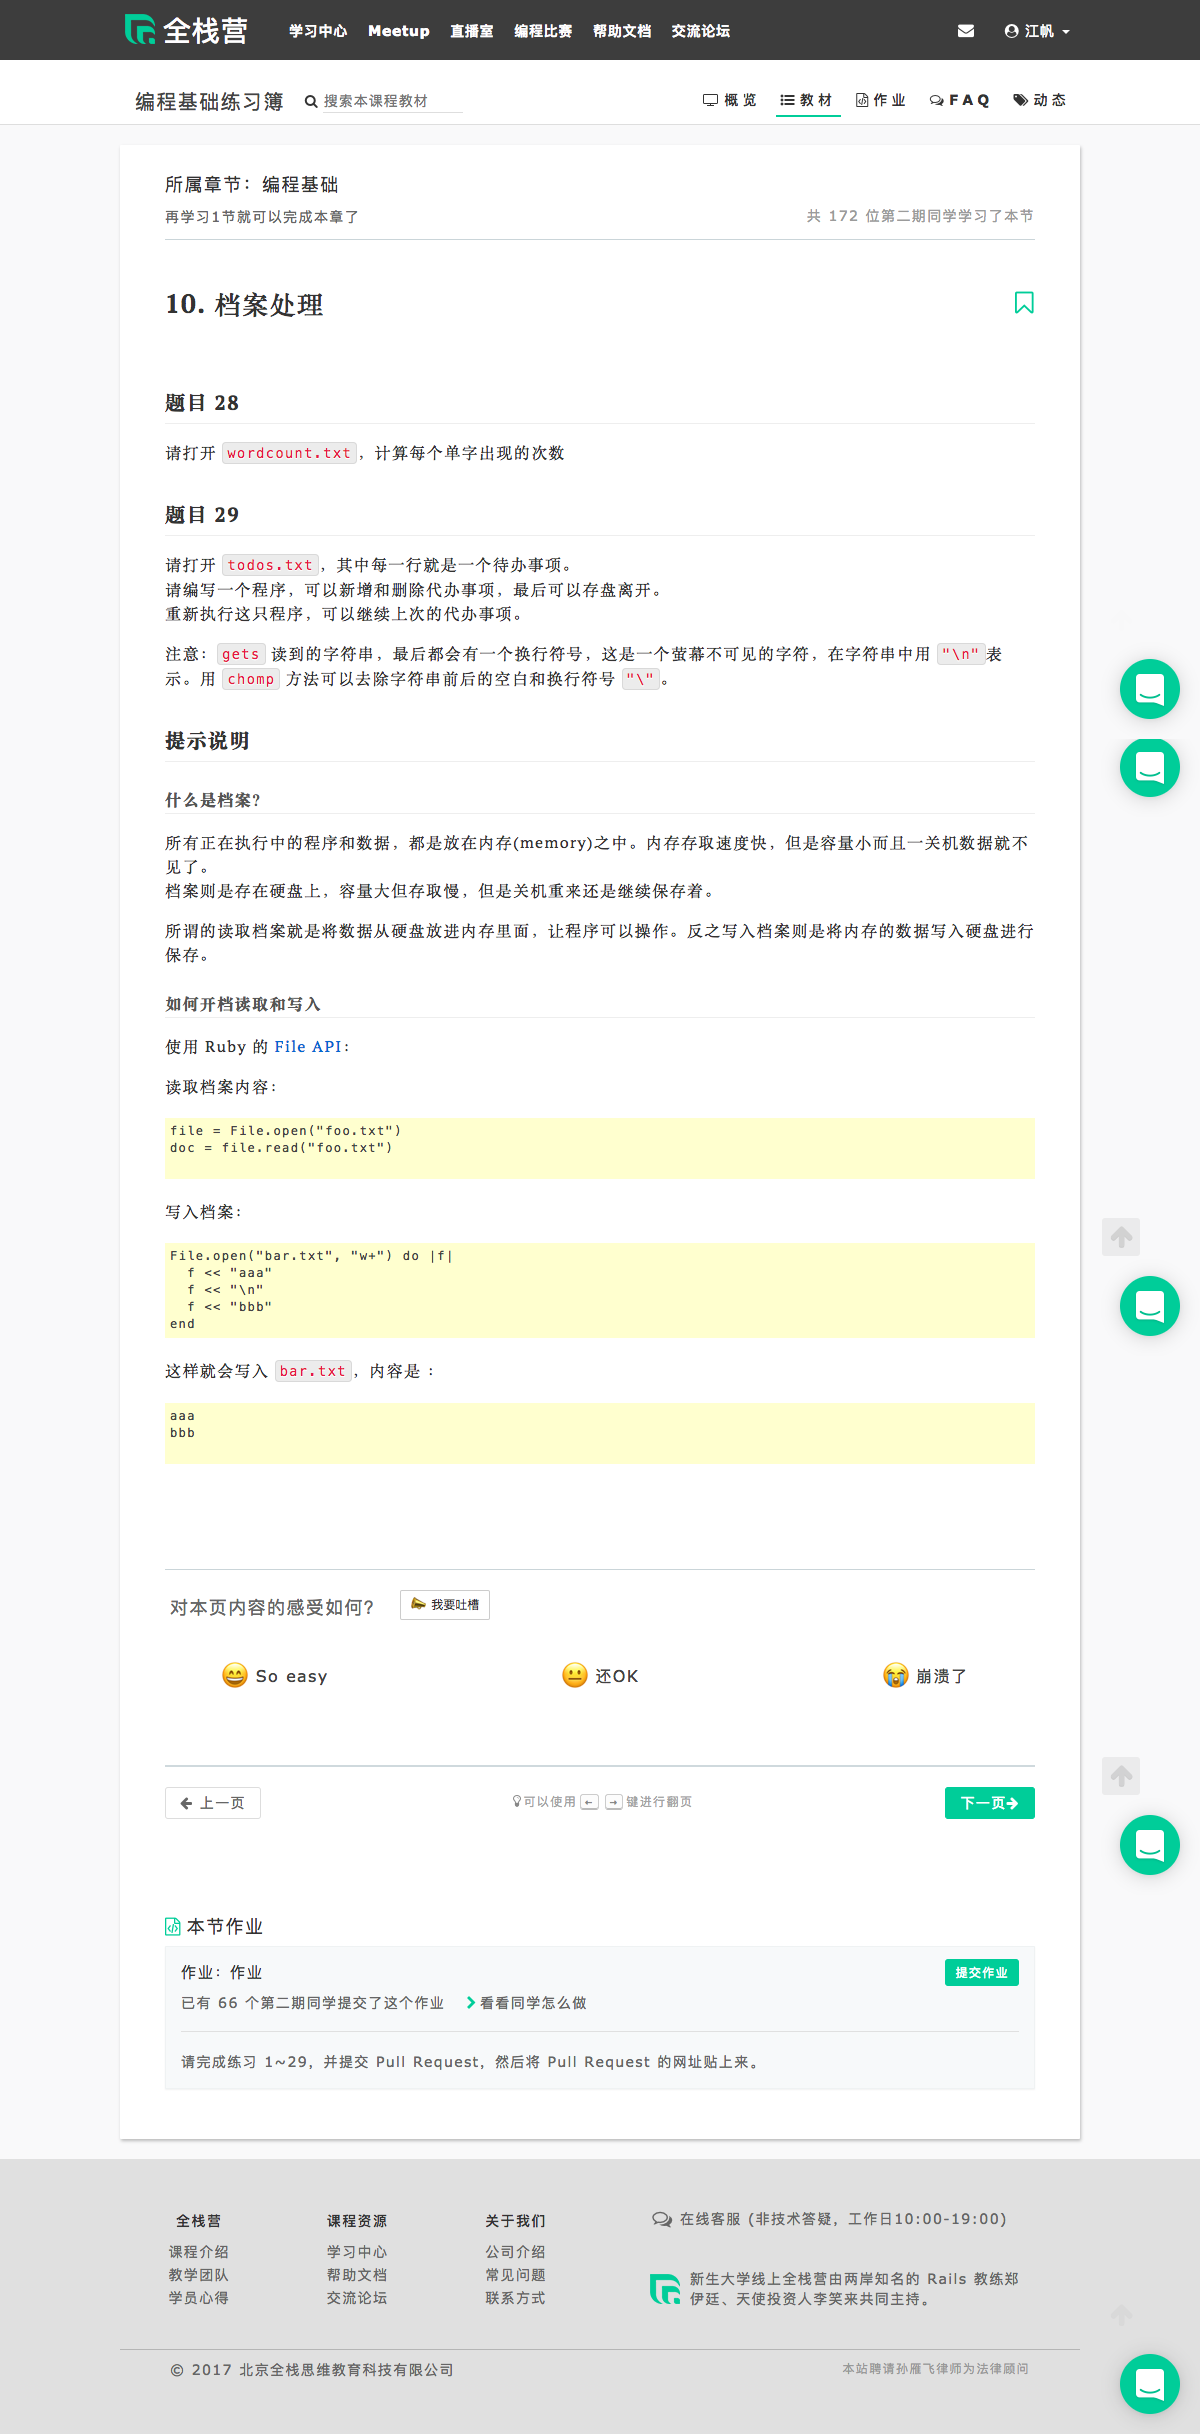 全栈营 学习中心 Meetup 直播室 编程比赛 帮助文档 交流论坛 江帆
编程基础练习簿 搜索本课程教材 概览 教材 作业 FAQ 动态
所属章节：编程基础
再学习1节就可以完成本章了 共 172 位第二期同学学习了本节
10. 档案处理
题目 28
请打开 wordcount.txt，计算每个单字出现的次数
题目 29
请打开 todos.txt，其中每一行就是一个待办事项。
请编写一个程序，可以新增和删除代办事项，最后可以存盘离开。
重新执行这只程序，可以继续上次的代办事项。
注意：gets 读到的字符串，最后都会有一个换行符号，这是一个萤幕不可见的字符，在字符串中用 "\n"表
示。用 chomp 方法可以去除字符串前后的空白和换行符号 "\"。
提示说明
什么是档案?
所有正在执行中的程序和数据，都是放在内存(memory)之中。内存存取速度快，但是容量小而且一关机数据就不
见了。
档案则是存在硬盘上，容量大但存取慢，但是关机重来还是继续保存着。
所谓的读取档案就是将数据从硬盘放进内存里面，让程序可以操作。反之写入档案则是将内存的数据写入硬盘进行
保存。
如何开档读取和写入
使用 Ruby 的 File API：
读取档案内容：
file = File.open("foo.txt")
doc = file.read("foo.txt")
写入档案：
File.open("bar.txt", "w+") do |f|
  f << "aaa"
  f << "\n"
  f << "bbb"
end
这样就会写入 bar.txt，内容是：
aaa
bbb
对本页内容的感受如何? 我要吐槽
So easy 还OK 崩溃了
← 上一页 可以使用 ← → 键进行翻页 下一页→
本节作业
作业：作业 提交作业
已有 66 个第二期同学提交了这个作业 看看同学怎么做
请完成练习 1~29，并提交 Pull Request，然后将 Pull Request 的网址贴上来。
全栈营 课程资源 关于我们 在线客服 (非技术答疑，工作日10:00-19:00)
课程介绍 学习中心 公司介绍
教学团队 帮助文档 常见问题 新生大学线上全栈营由两岸知名的 Rails 教练郑
学员心得 交流论坛 联系方式 伊廷、天使投资人李笑来共同主持。
© 2017 北京全栈思维教育科技有限公司 本站聘请孙雁飞律师为法律顾问